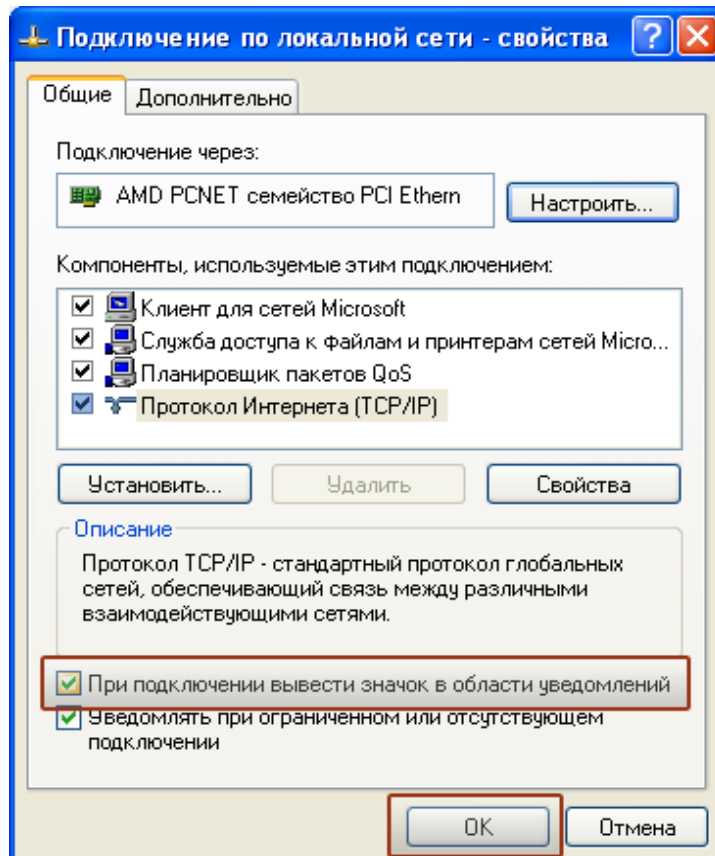 Подключение по локальной сети - свойства
Общие
Дополнительно
Подключение через:
AMD PCNET семейство PCI Ethern
Настроить...
Компоненты, используемые этим подключением:
Клиент для сетей Microsoft
Служба доступа к файлам и принтерам сетей Micro...
Планировщик пакетов QoS
Протокол Интернета (TCP/IP)
Установить...
Удалить
Свойства
Описание
Протокол TCP/IP - стандартный протокол глобальных
сетей, обеспечивающий связь между различными
взаимодействующими сетями.
При подключении вывести значок в области уведомлений
Уведомлять при ограниченном или отсутствующем
подключении
OK
Отмена